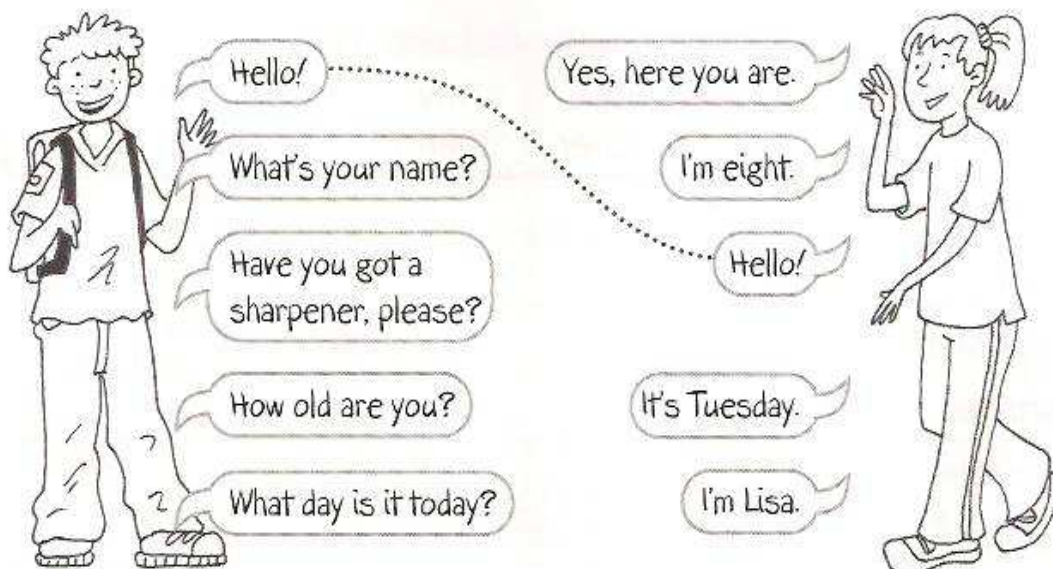 Hello!
What's your name?
Have you got a
sharpener, please?
How old are you?
What day is it today?
Yes, here you are.
I'm eight.
Hello!
It's Tuesday.
I'm Lisa.